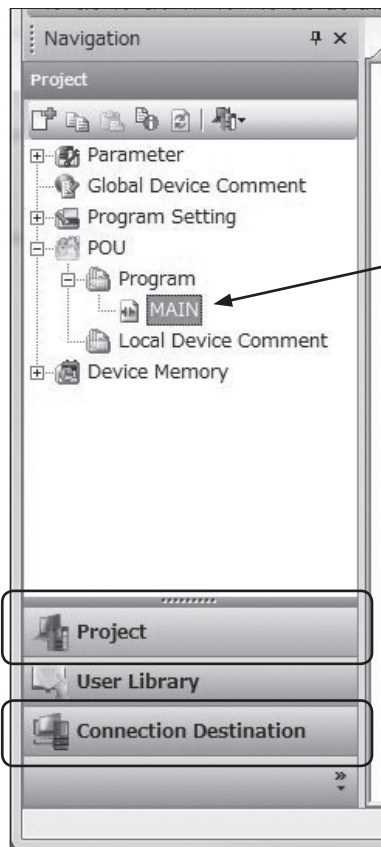 Navigation
Project
Parameter
Global Device Comment
Program Setting
POU
Program
MAIN
Local Device Comment
Device Memory
Project
User Library
Connection Destination